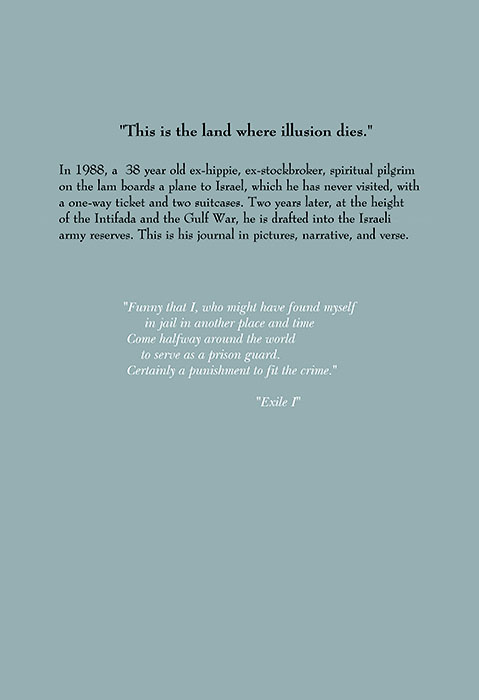 "This is the land where illusion dies."
In 1988, a  38 year old ex-hippie, ex-stockbroker, spiritual pilgrim
on the lam boards a plane to Israel, which he has never visited, with
a one-way ticket and two suitcases. Two years later, at the height
of the Intifada and the Gulf War, he is drafted into the Israeli
army reserves. This is his journal in pictures, narrative, and verse.
"Funny that I, who might have found myself
in jail in another place and time
Come halfway around the world
to serve as a prison guard.
Certainly a punishment to fit the crime."
"Exile I"